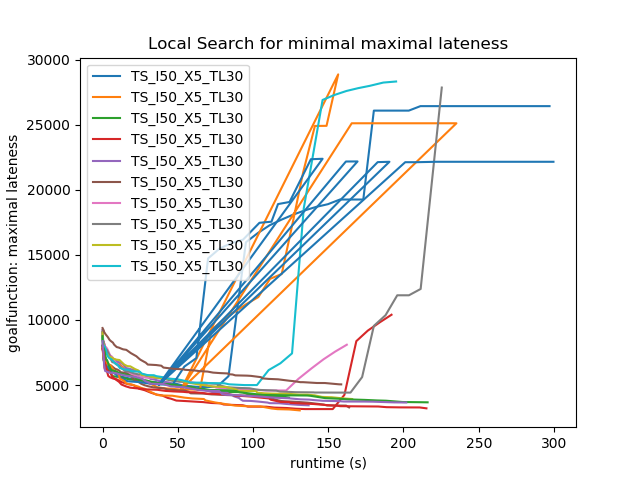 Local Search for minimal maximal lateness
30000
25000
20000
15000
10000
5000
goalfunction: maximal lateness
TS_I50_X5_TL30
TS_I50_X5_TL30
TS_I50_X5_TL30
TS_I50_X5_TL30
TS_I50_X5_TL30
TS_I50_X5_TL30
TS_I50_X5_TL30
TS_I50_X5_TL30
TS_I50_X5_TL30
TS_I50_X5_TL30
0 50 100 150 200 250 300
runtime (s)